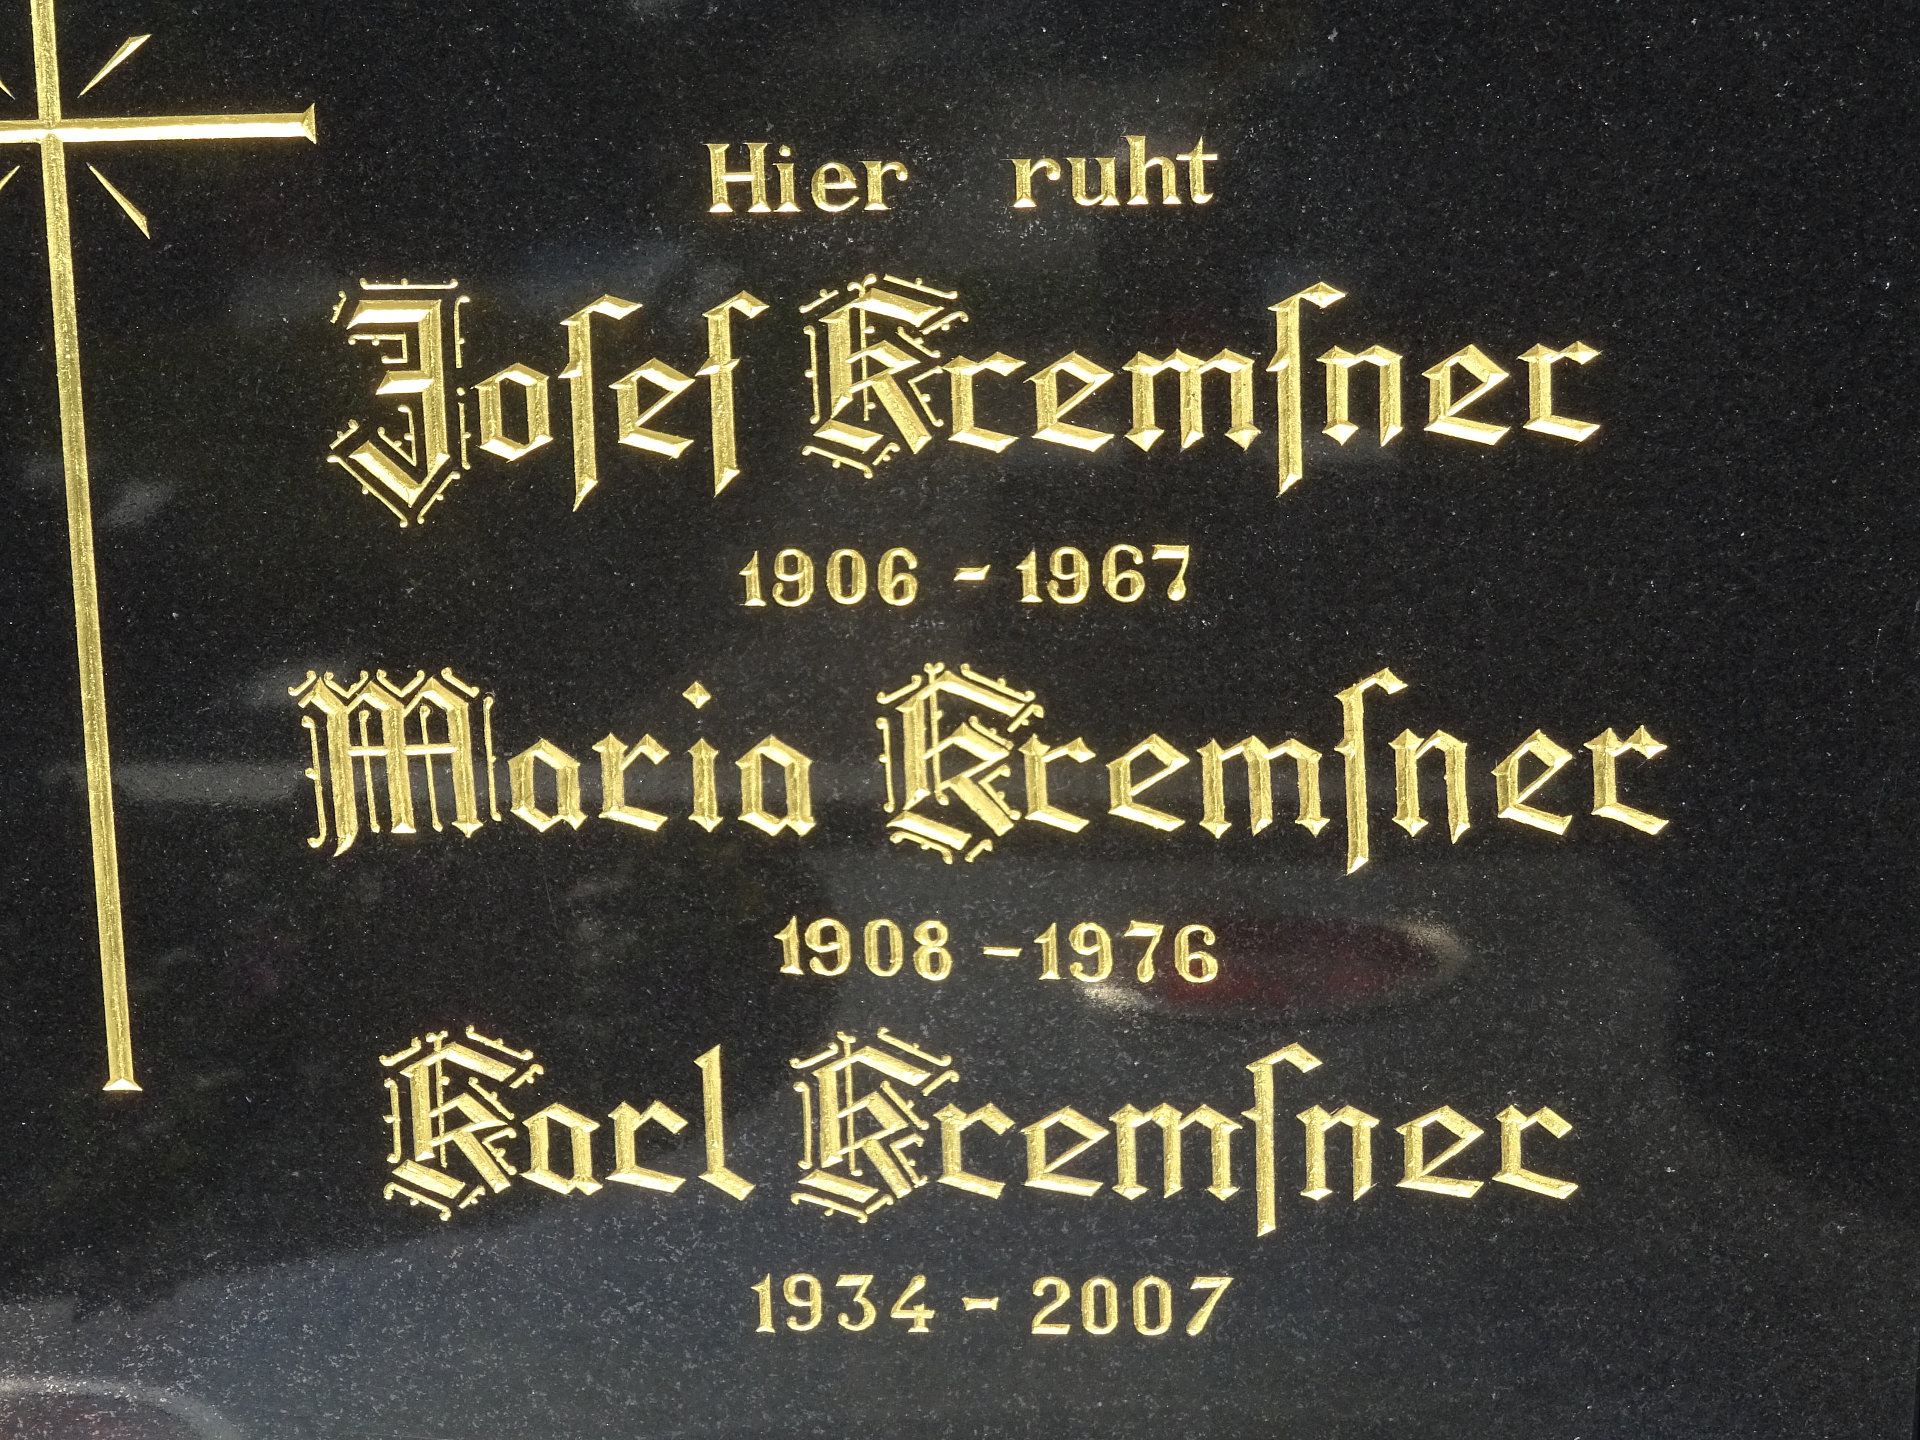 Hier ruht
Joſef Kremſner
1906 - 1967
Maria Kremſner
1908 - 1976
Karl Kremſner
1934 - 2007